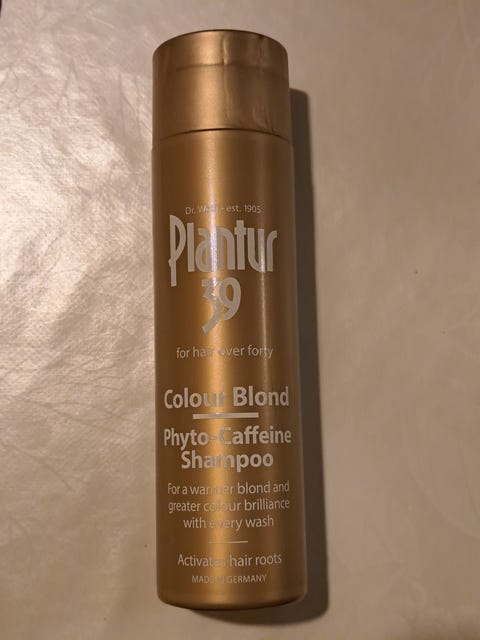 Dr. Wolff • est. 1905
Plantur
39
for hair over forty
Colour Blond
Phyto-Caffeine
Shampoo
For a warmer blond and
greater colour brilliance
with every wash
Activates hair roots
MADE IN GERMANY